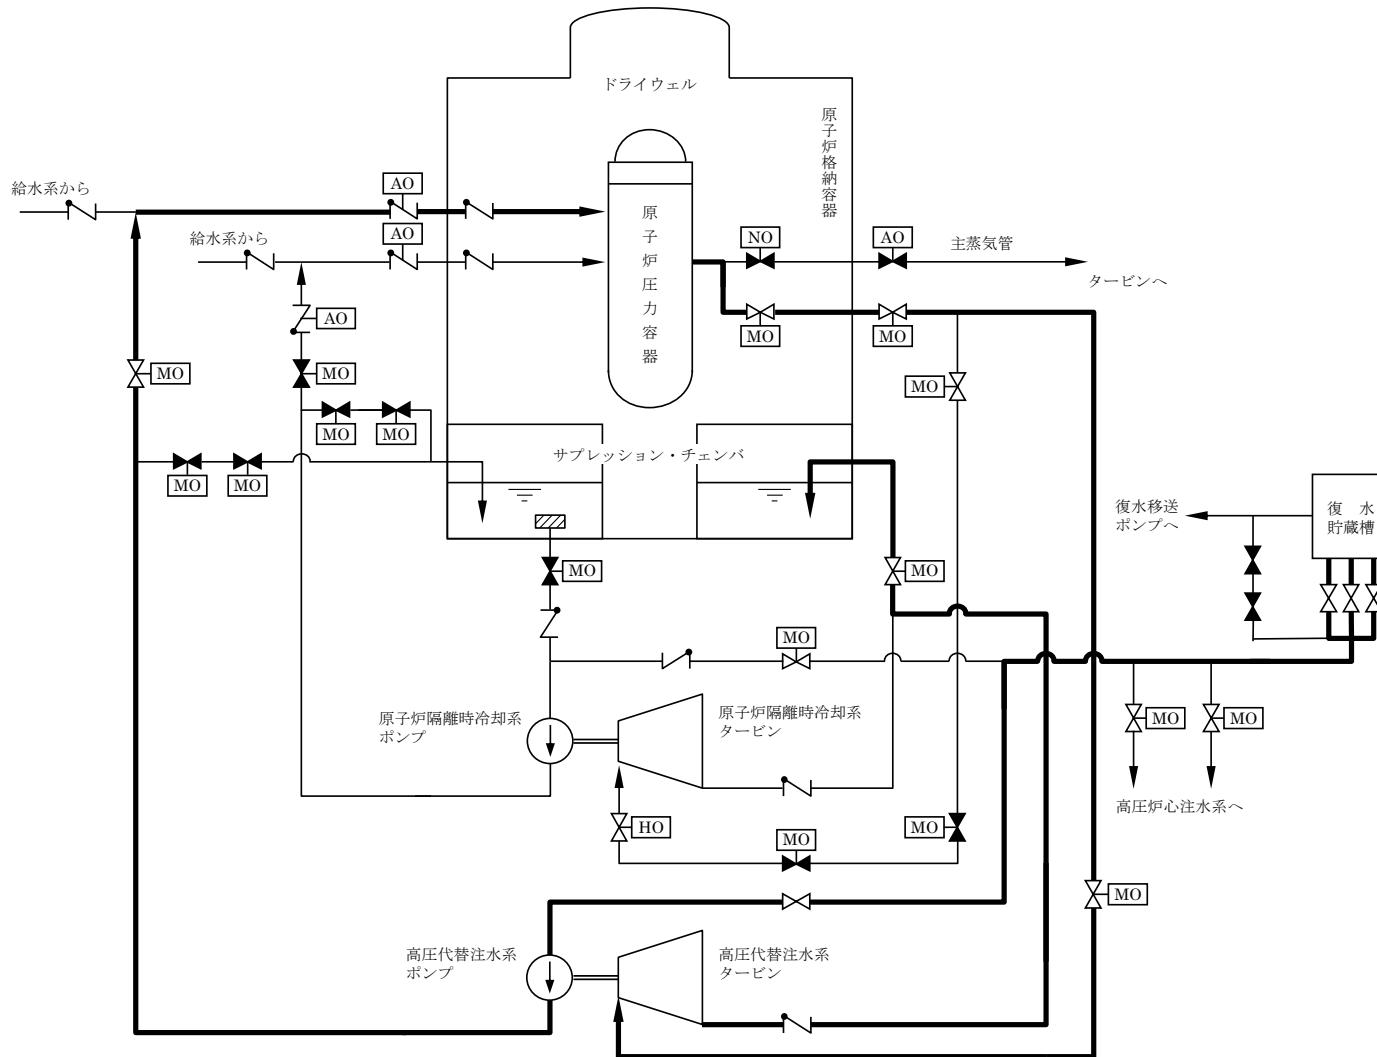 ドライウェル
原子炉格納容器
給水系から
AO
原子炉圧力容器
給水系から
AO
NO
AO
主蒸気管
タービンへ
AO
MO
MO
MO
MO
MO
MO
MO
MO
サプレッション・チェンバ
MO
MO
復水移送
ポンプへ
復 水
貯蔵槽
MO
MO
MO
原子炉隔離時冷却系
ポンプ
原子炉隔離時冷却系
タービン
MO
MO
高圧炉心注水系へ
HO
MO
MO
MO
高圧代替注水系
ポンプ
高圧代替注水系
タービン